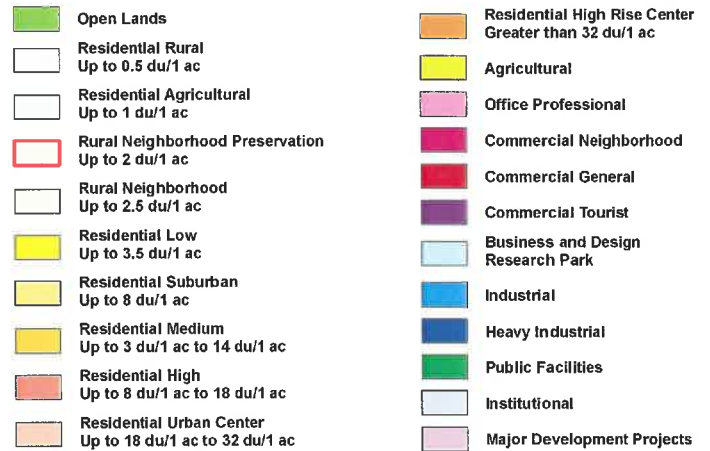 Open Lands
Residential Rural
Up to 0.5 du/1 ac
Residential Agricultural
Up to 1 du/1 ac
Rural Neighborhood Preservation
Up to 2 du/1 ac
Rural Neighborhood
Up to 2.5 du/1 ac
Residential Low
Up to 3.5 du/1 ac
Residential Suburban
Up to 8 du/1 ac
Residential Medium
Up to 3 du/1 ac to 14 du/1 ac
Residential High
Up to 8 du/1 ac to 18 du/1 ac
Residential Urban Center
Up to 18 du/1 ac to 32 du/1 ac
Residential High Rise Center
Greater than 32 du/1 ac
Agricultural
Office Professional
Commercial Neighborhood
Commercial General
Commercial Tourist
Business and Design
Research Park
Industrial
Heavy Industrial
Public Facilities
Institutional
Major Development Projects